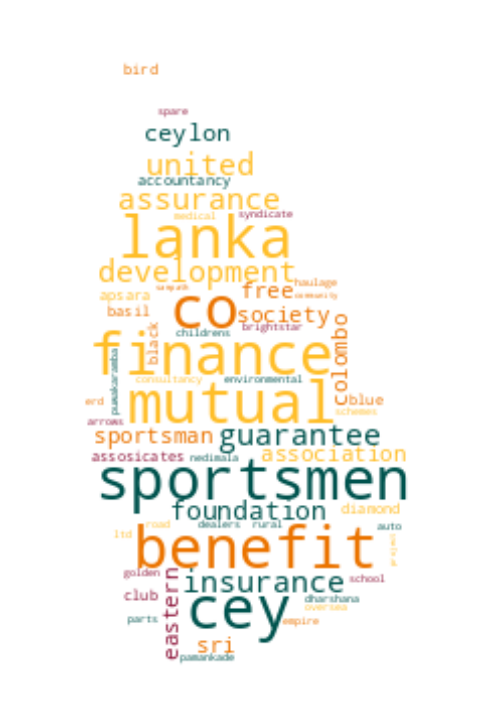 bird
spare
ceylon
united
accountancy
assurance
medical syndicate
lanka
development
sampath haulage
apsara free community
co
basil society
brightstar
childrens
black
colombo
finance
puwakaramba
consultancy environmental
mutual
erd blue
schemes
arrows
sportsman guarantee
association
assosicates nedimala
sportsmen
foundation diamond
road dealers rural auto
ltd
benefit
golden school
insurance
eastern
club cey dharshana
oversea
parts empire
sri
pamankade